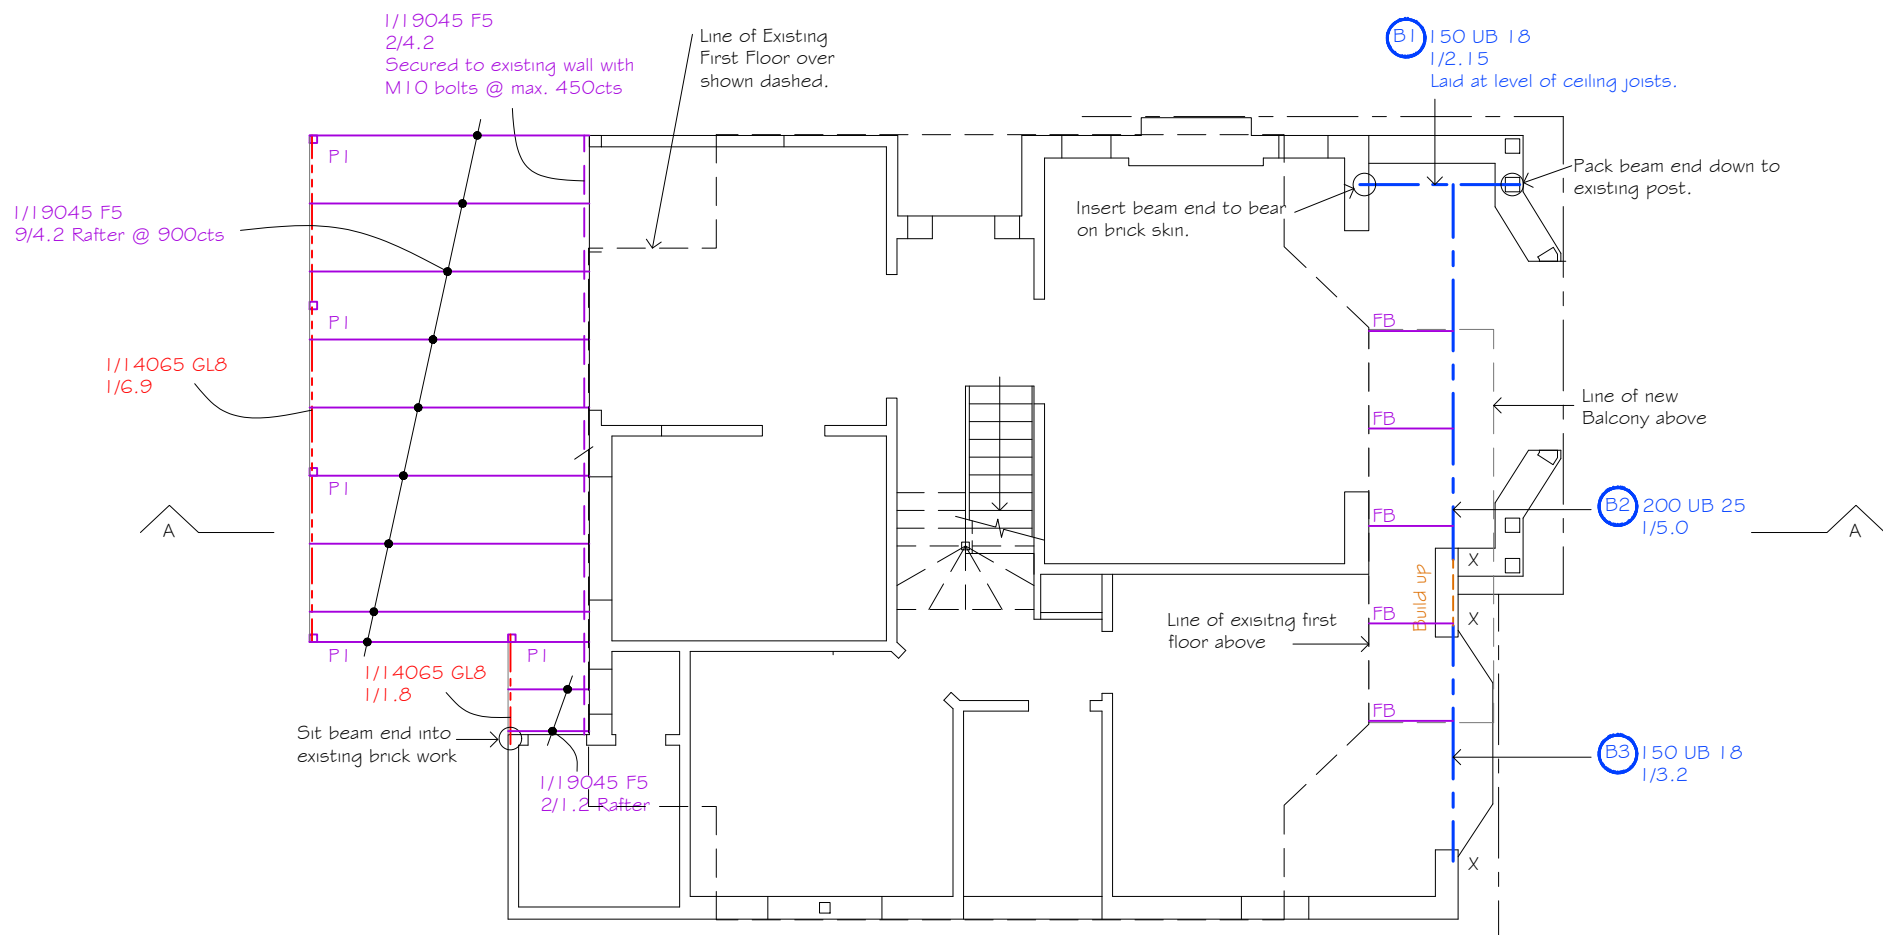 1/19045 F5
2/4.2
Secured to existing wall with
M10 bolts @ max. 450cts
Line of Existing
First Floor over
shown dashed.
B1 150 UB 18
1/2.15
Laid at level of ceiling joists.
P1
Pack beam end down to
existing post.
1/19045 F5
9/4.2 Rafter @ 900cts
Insert beam end to bear
on brick skin.
P1
FB
1/14065 GL8
1/6.9
Line of new
Balcony above
FB
P1
B2 200 UB 25
1/5.0
FB
A
A
X
Build up
FB
X
Line of exisitng first
floor above
P1
P1
1/14065 GL8
1/1.8
FB
Sit beam end into
existing brick work
B3 150 UB 18
1/3.2
1/19045 F5
2/1.2 Rafter
X